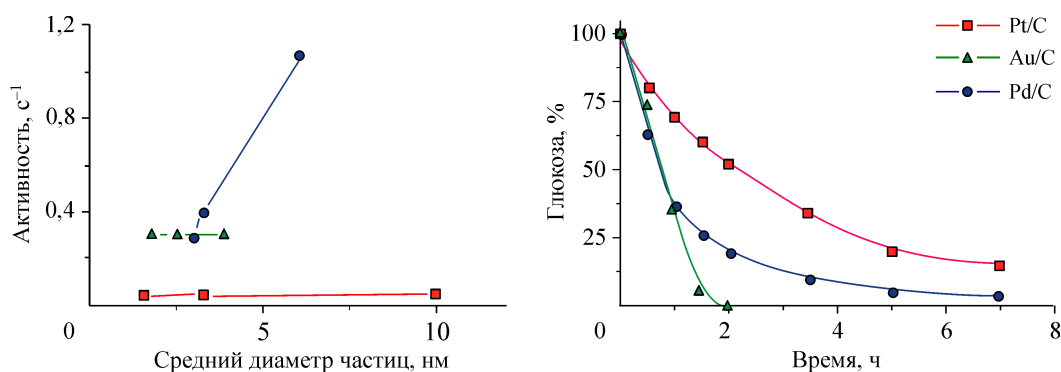 Активность, с⁻¹
1,2
0,8
0,4
0
5
10
Средний диаметр частиц, нм
Глюкоза, %
100
75
50
25
0
2
4
6
8
Время, ч
Pt/C
Au/C
Pd/C